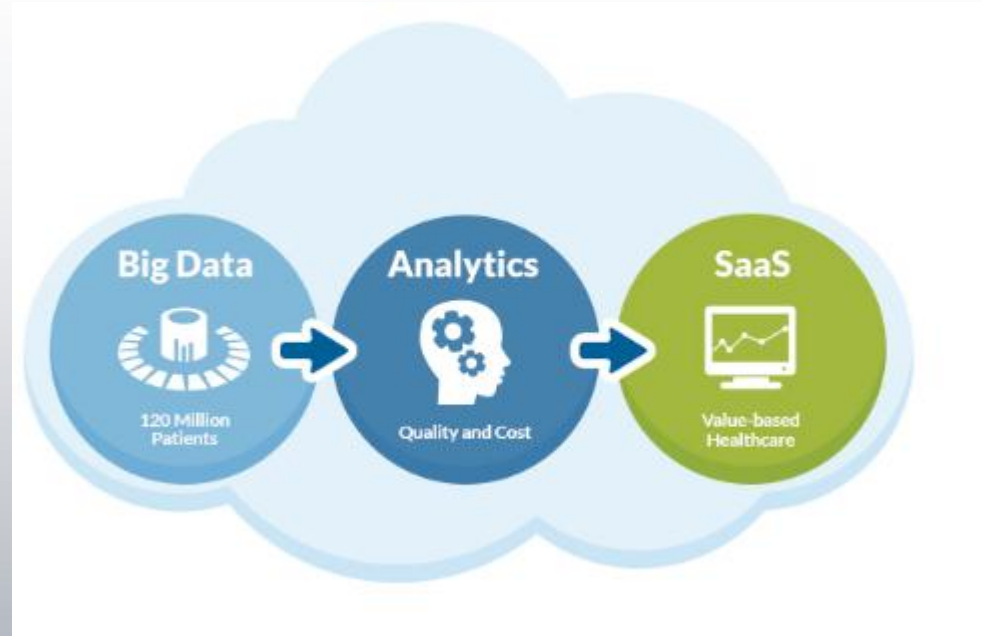 Big Data
120 Million
Patients
Analytics
Quality and Cost
SaaS
Value-based
Healthcare